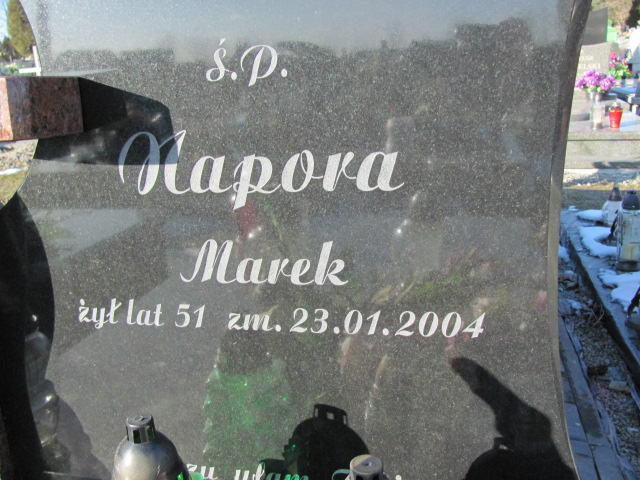 ś.P.
Napora
Marek
żył lat 51 zm. 23.01.2004